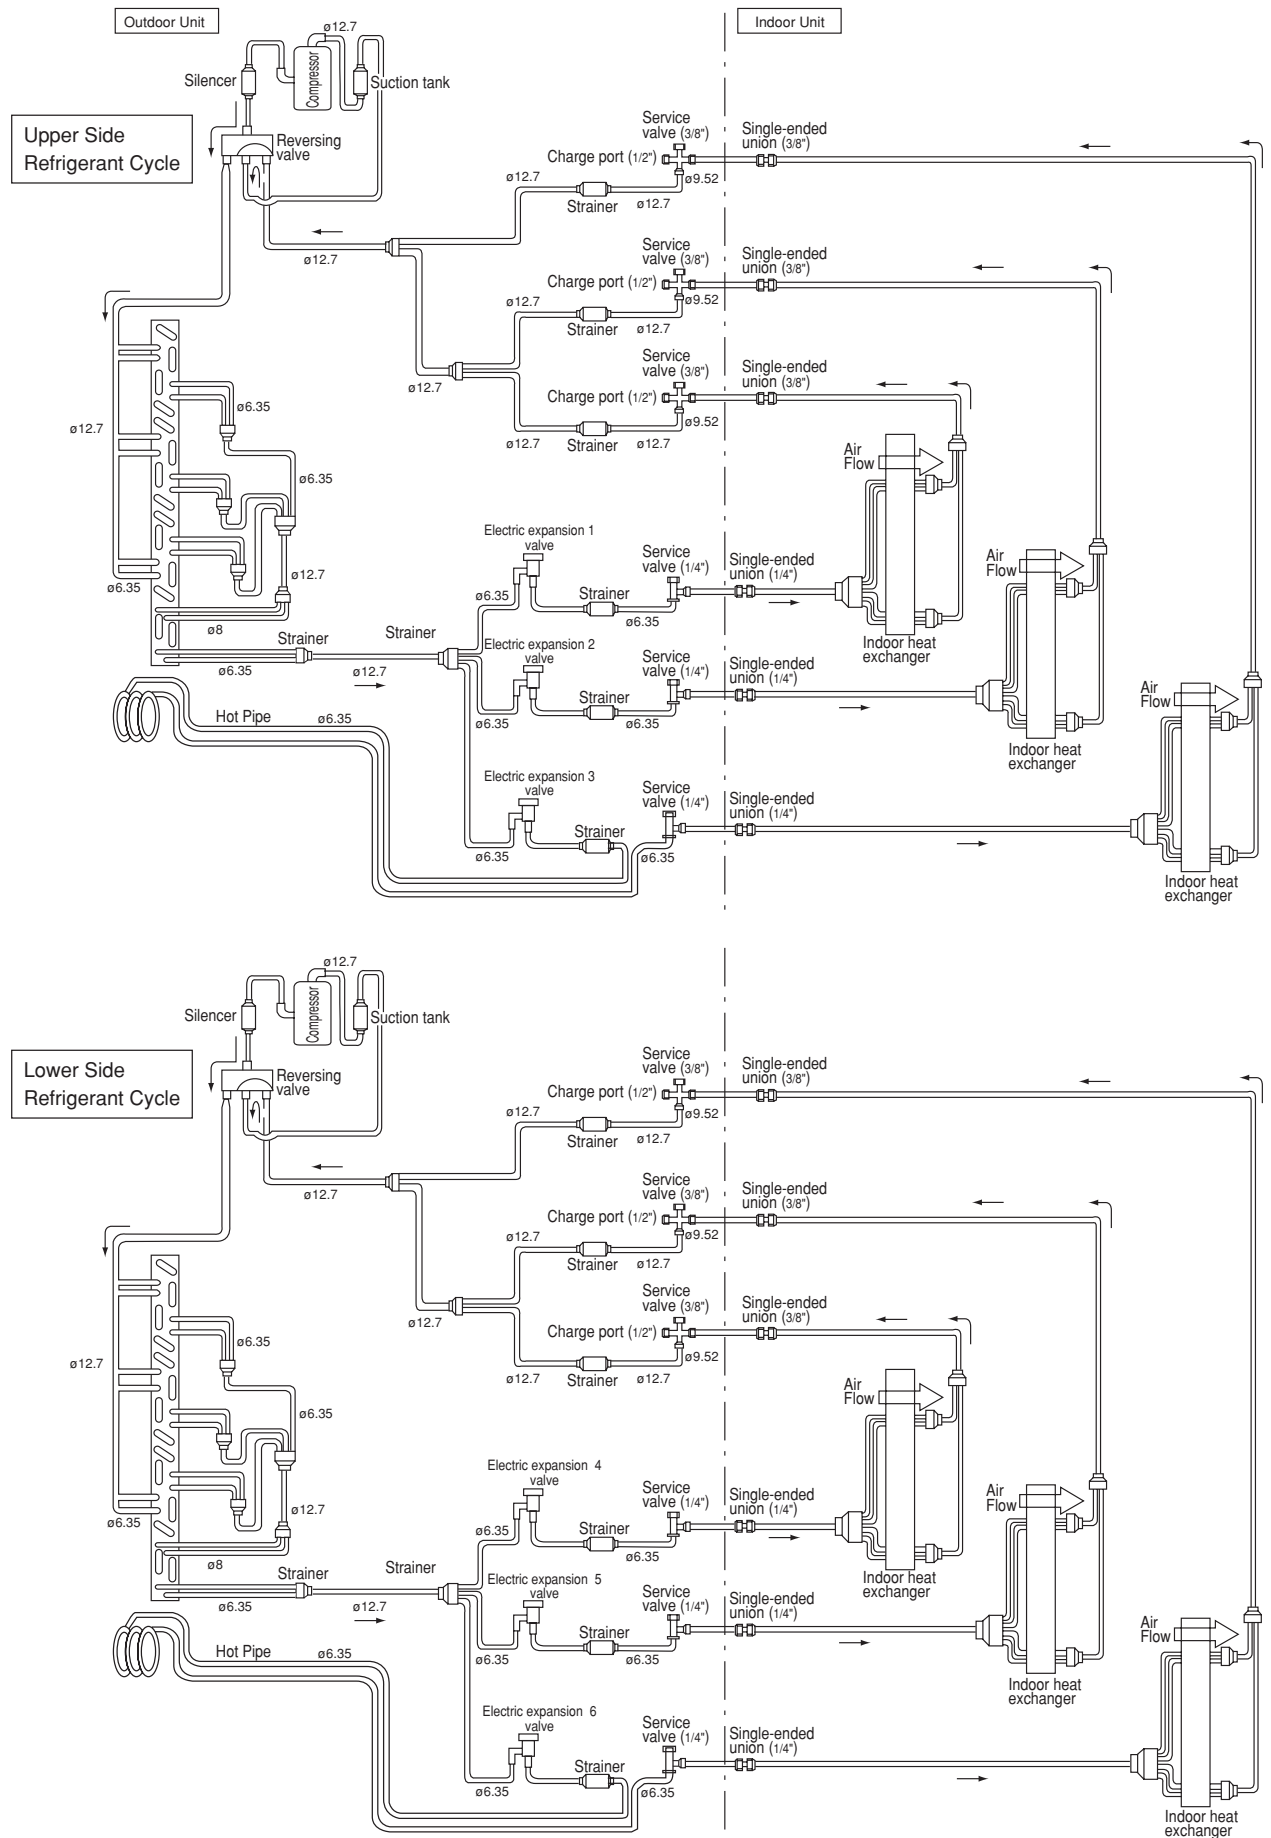 Outdoor Unit
Indoor Unit
ø12.7
Silencer
Compressor
Suction tank
Upper Side
Refrigerant Cycle
Reversing
valve
Service
valve (3/8")
Single-ended
union (3/8")
Charge port (1/2")
ø9.52
ø12.7
Strainer
ø12.7
ø12.7
Service
valve (3/8")
Single-ended
union (3/8")
Charge port (1/2")
ø9.52
ø12.7
Strainer
ø12.7
Service
valve (3/8")
Single-ended
union (3/8")
ø12.7
Charge port (1/2")
ø9.52
ø12.7
Strainer
ø12.7
ø6.35
ø12.7
Air
Flow
ø6.35
Electric expansion 1
valve
Service
valve (1/4")
Single-ended
union (1/4")
Air
Flow
ø12.7
ø6.35
ø6.35
Strainer
ø6.35
ø8
Strainer
Strainer
Indoor heat
exchanger
Electric expansion 2
valve
Service
valve (1/4")
Single-ended
union (1/4")
ø6.35
ø12.7
Air
Flow
Hot Pipe
ø6.35
ø6.35
Strainer
ø6.35
Indoor heat
exchanger
Electric expansion 3
valve
Service
valve (1/4")
Single-ended
union (1/4")
Strainer
ø6.35
ø6.35
Indoor heat
exchanger
ø12.7
Silencer
Compressor
Suction tank
Lower Side
Refrigerant Cycle
Reversing
valve
Service
valve (3/8")
Single-ended
union (3/8")
Charge port (1/2")
ø9.52
ø12.7
Strainer
ø12.7
ø12.7
Service
valve (3/8")
Single-ended
union (3/8")
Charge port (1/2")
ø9.52
ø12.7
Strainer
ø12.7
Service
valve (3/8")
Single-ended
union (3/8")
ø12.7
Charge port (1/2")
ø9.52
ø12.7
Strainer
ø12.7
ø6.35
ø12.7
Air
Flow
ø6.35
Electric expansion 4
valve
Service
valve (1/4")
Single-ended
union (1/4")
Air
Flow
ø12.7
ø6.35
ø6.35
Strainer
ø6.35
ø8
Strainer
Strainer
Indoor heat
exchanger
Electric expansion 5
valve
Service
valve (1/4")
Single-ended
union (1/4")
ø6.35
ø12.7
Air
Flow
Hot Pipe
ø6.35
ø6.35
Strainer
ø6.35
Indoor heat
exchanger
Electric expansion 6
valve
Service
valve (1/4")
Single-ended
union (1/4")
Strainer
ø6.35
ø6.35
Indoor heat
exchanger